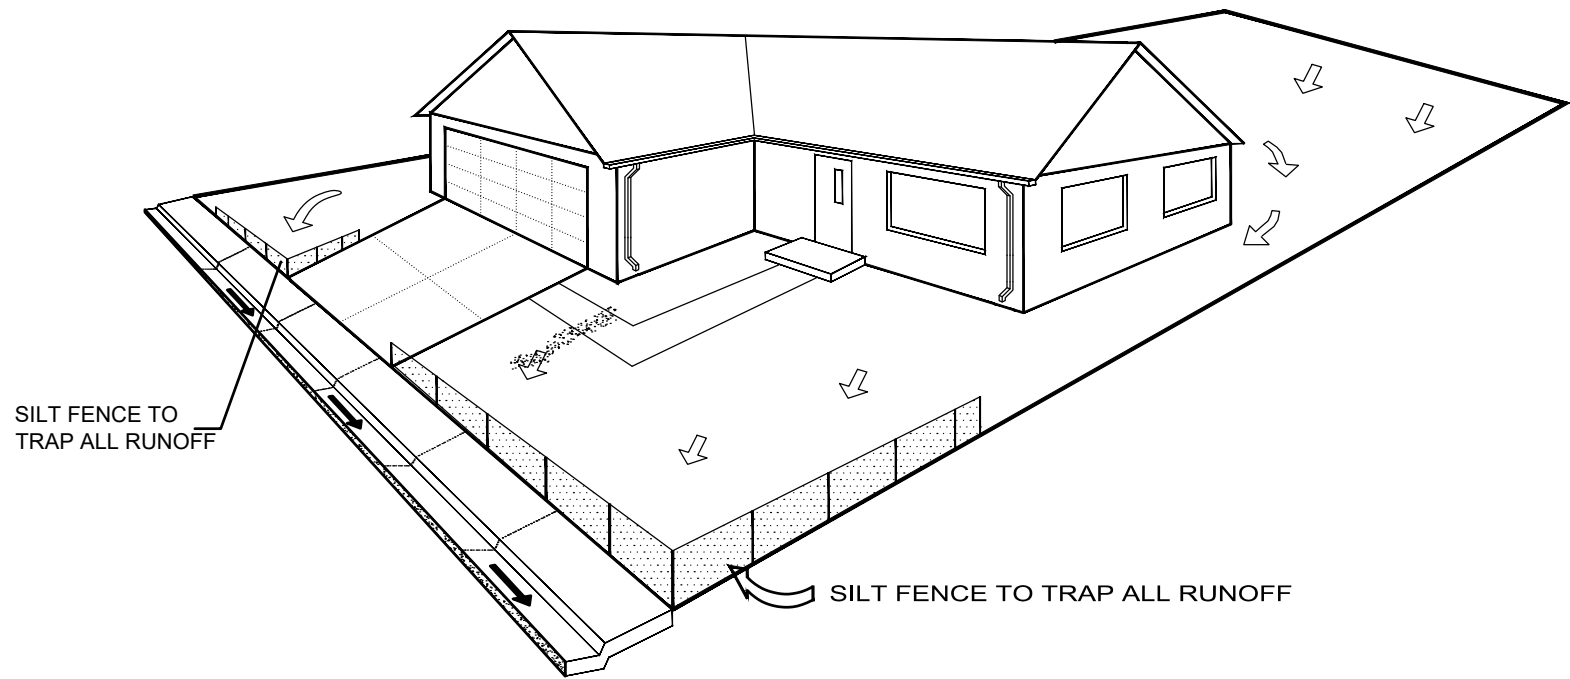 SILT FENCE TO
TRAP ALL RUNOFF
SILT FENCE TO TRAP ALL RUNOFF